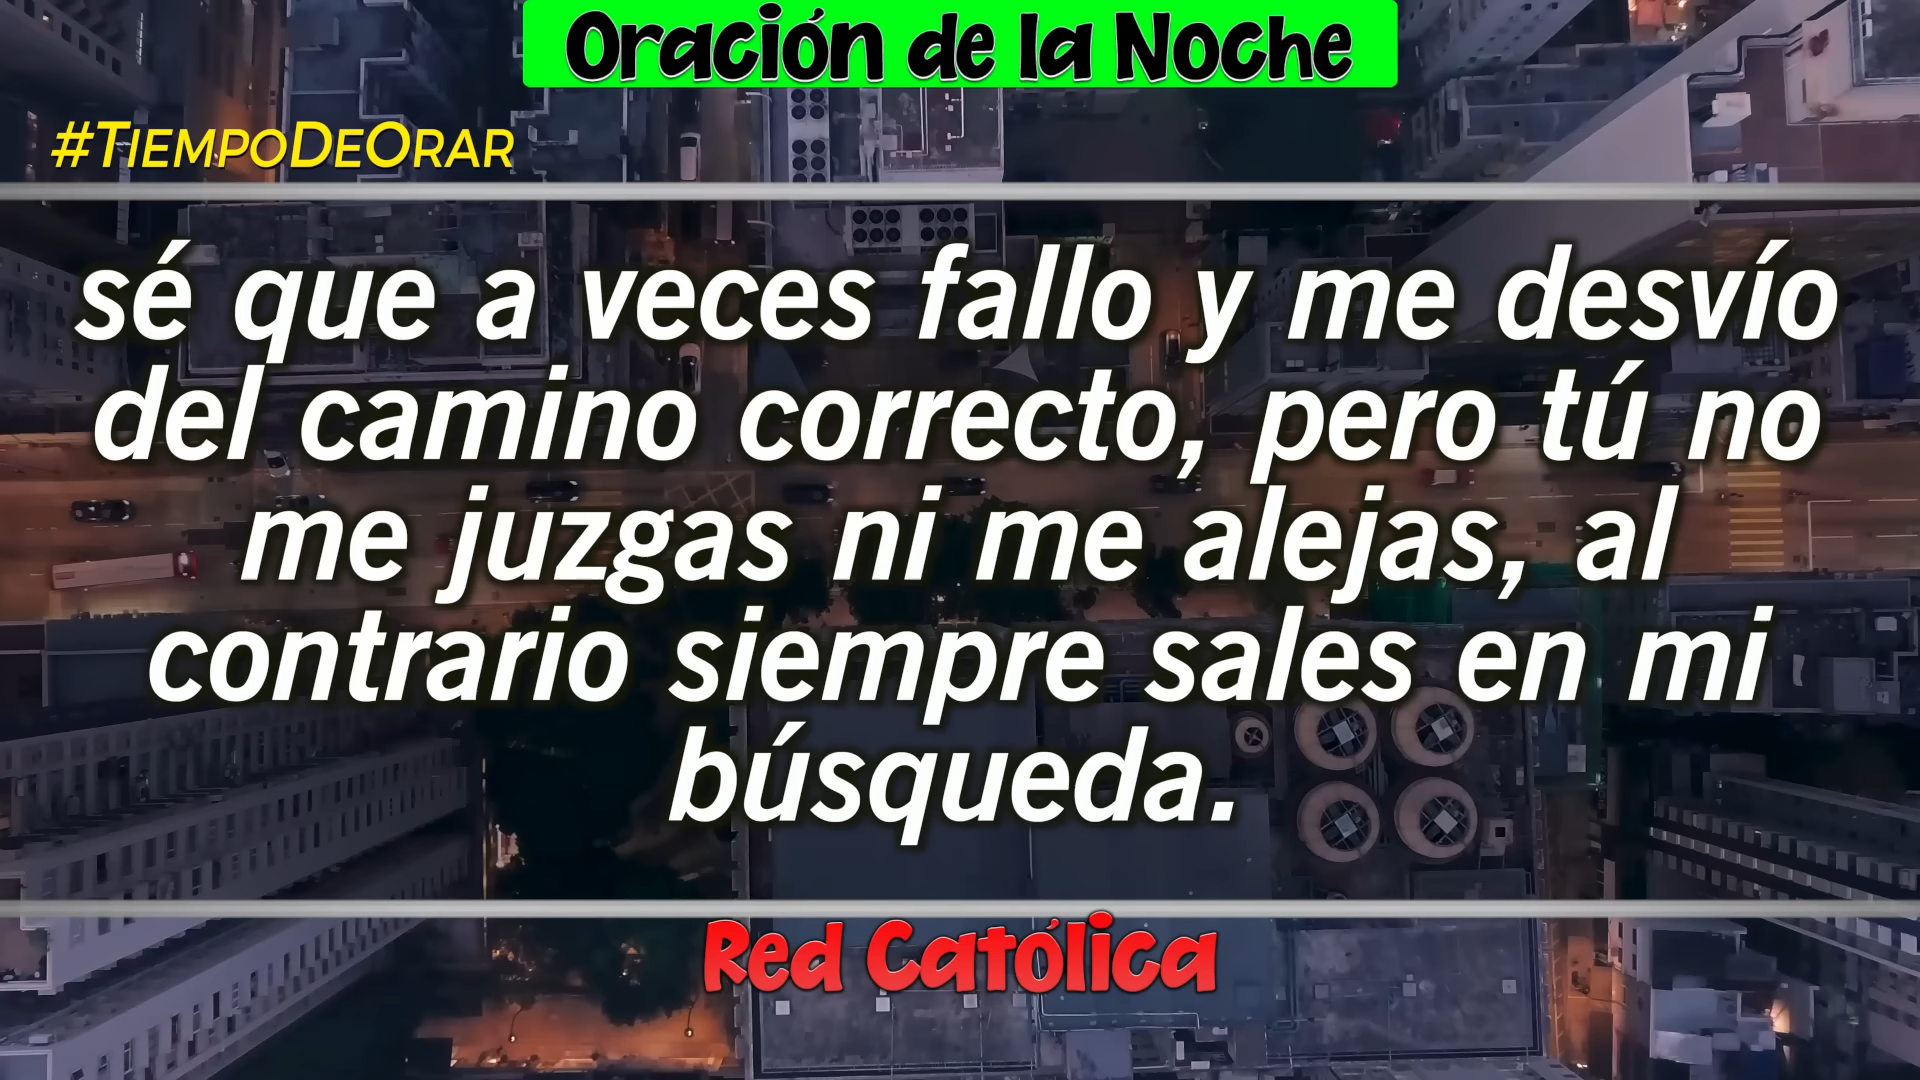 Oración de la Noche
#TiempoDeOrar
sé que a veces fallo y me desvío
del camino correcto, pero tú no
me juzgas ni me alejas, al
contrario siempre sales en mi
búsqueda.
Red Católica